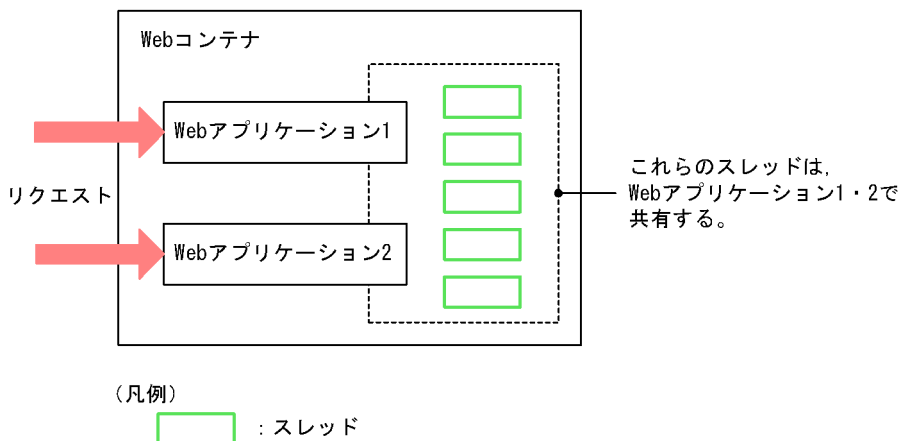 Webコンテナ
Webアプリケーション1
リクエスト
Webアプリケーション2
これらのスレッドは,
Webアプリケーション1・2で
共有する。
(凡例)
：スレッド